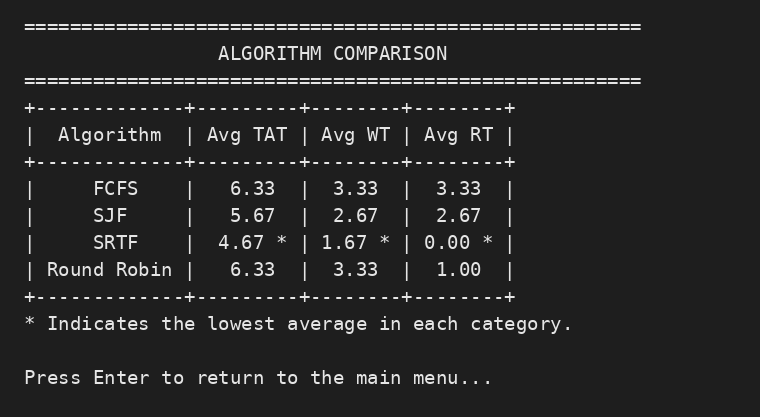 ======================================================
                 ALGORITHM COMPARISON
======================================================
+-------------+---------+--------+--------+
|  Algorithm  | Avg TAT | Avg WT | Avg RT |
+-------------+---------+--------+--------+
|     FCFS    |   6.33  |  3.33  |  3.33  |
|     SJF     |   5.67  |  2.67  |  2.67  |
|     SRTF    |  4.67 * | 1.67 * | 0.00 * |
| Round Robin |   6.33  |  3.33  |  1.00  |
+-------------+---------+--------+--------+
* Indicates the lowest average in each category.

Press Enter to return to the main menu...